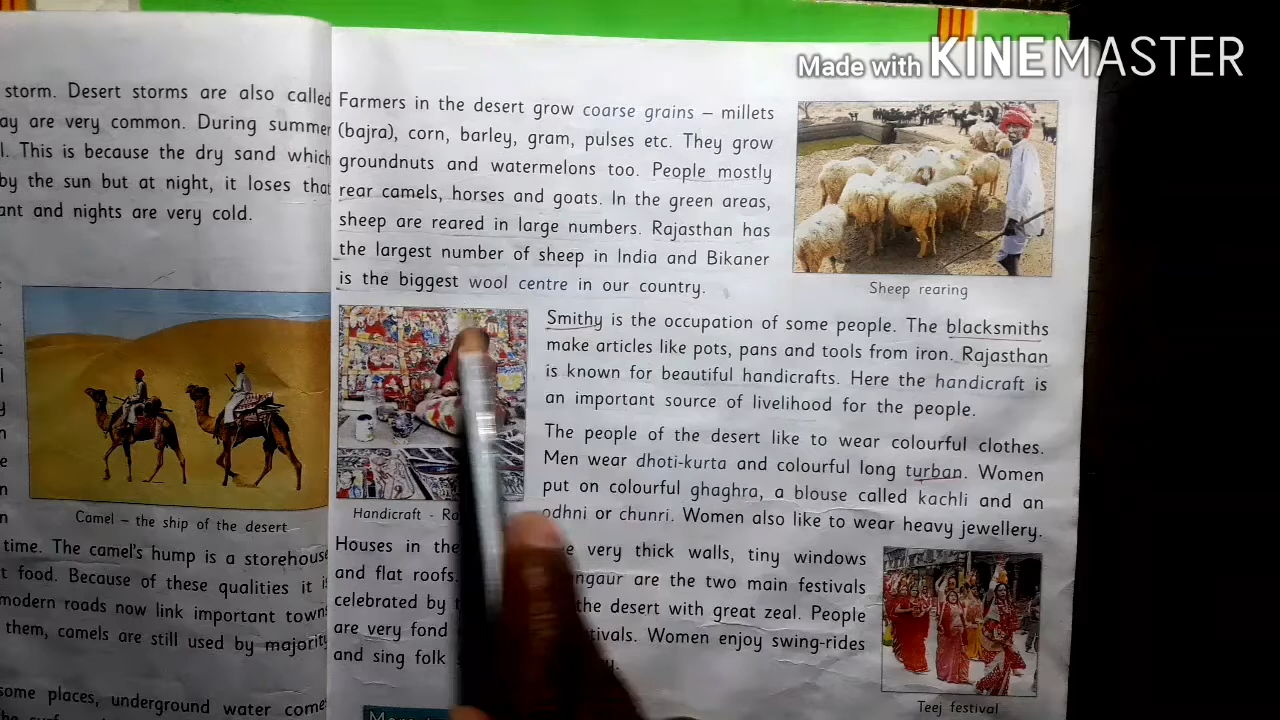 Made with KINEMASTER
storm. Desert storms are also called
ay are very common. During summer
l. This is because the dry sand which
by the sun but at night, it loses that
ant and nights are very cold.
Camel – the ship of the desert
time. The camel's hump is a storehouse
t food. Because of these qualities it i
modern roads now link important town
them, camels are still used by majority
some places, underground water come
Farmers in the desert grow coarse grains – millets
(bajra), corn, barley, gram, pulses etc. They grow
groundnuts and watermelons too. People mostly
rear camels, horses and goats. In the green areas,
sheep are reared in large numbers. Rajasthan has
the largest number of sheep in India and Bikaner
is the biggest wool centre in our country.
Sheep rearing
Smithy is the occupation of some people. The blacksmiths
make articles like pots, pans and tools from iron. Rajasthan
is known for beautiful handicrafts. Here the handicraft is
an important source of livelihood for the people.
The people of the desert like to wear colourful clothes.
Men wear dhoti-kurta and colourful long turban. Women
put on colourful ghaghra, a blouse called kachli and an
odhni or chunri. Women also like to wear heavy jewellery.
Handicraft - Ra
Houses in the very thick walls, tiny windows
and flat roofs. ngaur are the two main festivals
celebrated by the desert with great zeal. People
are very fond tivals. Women enjoy swing-rides
and sing folk
Teej festival